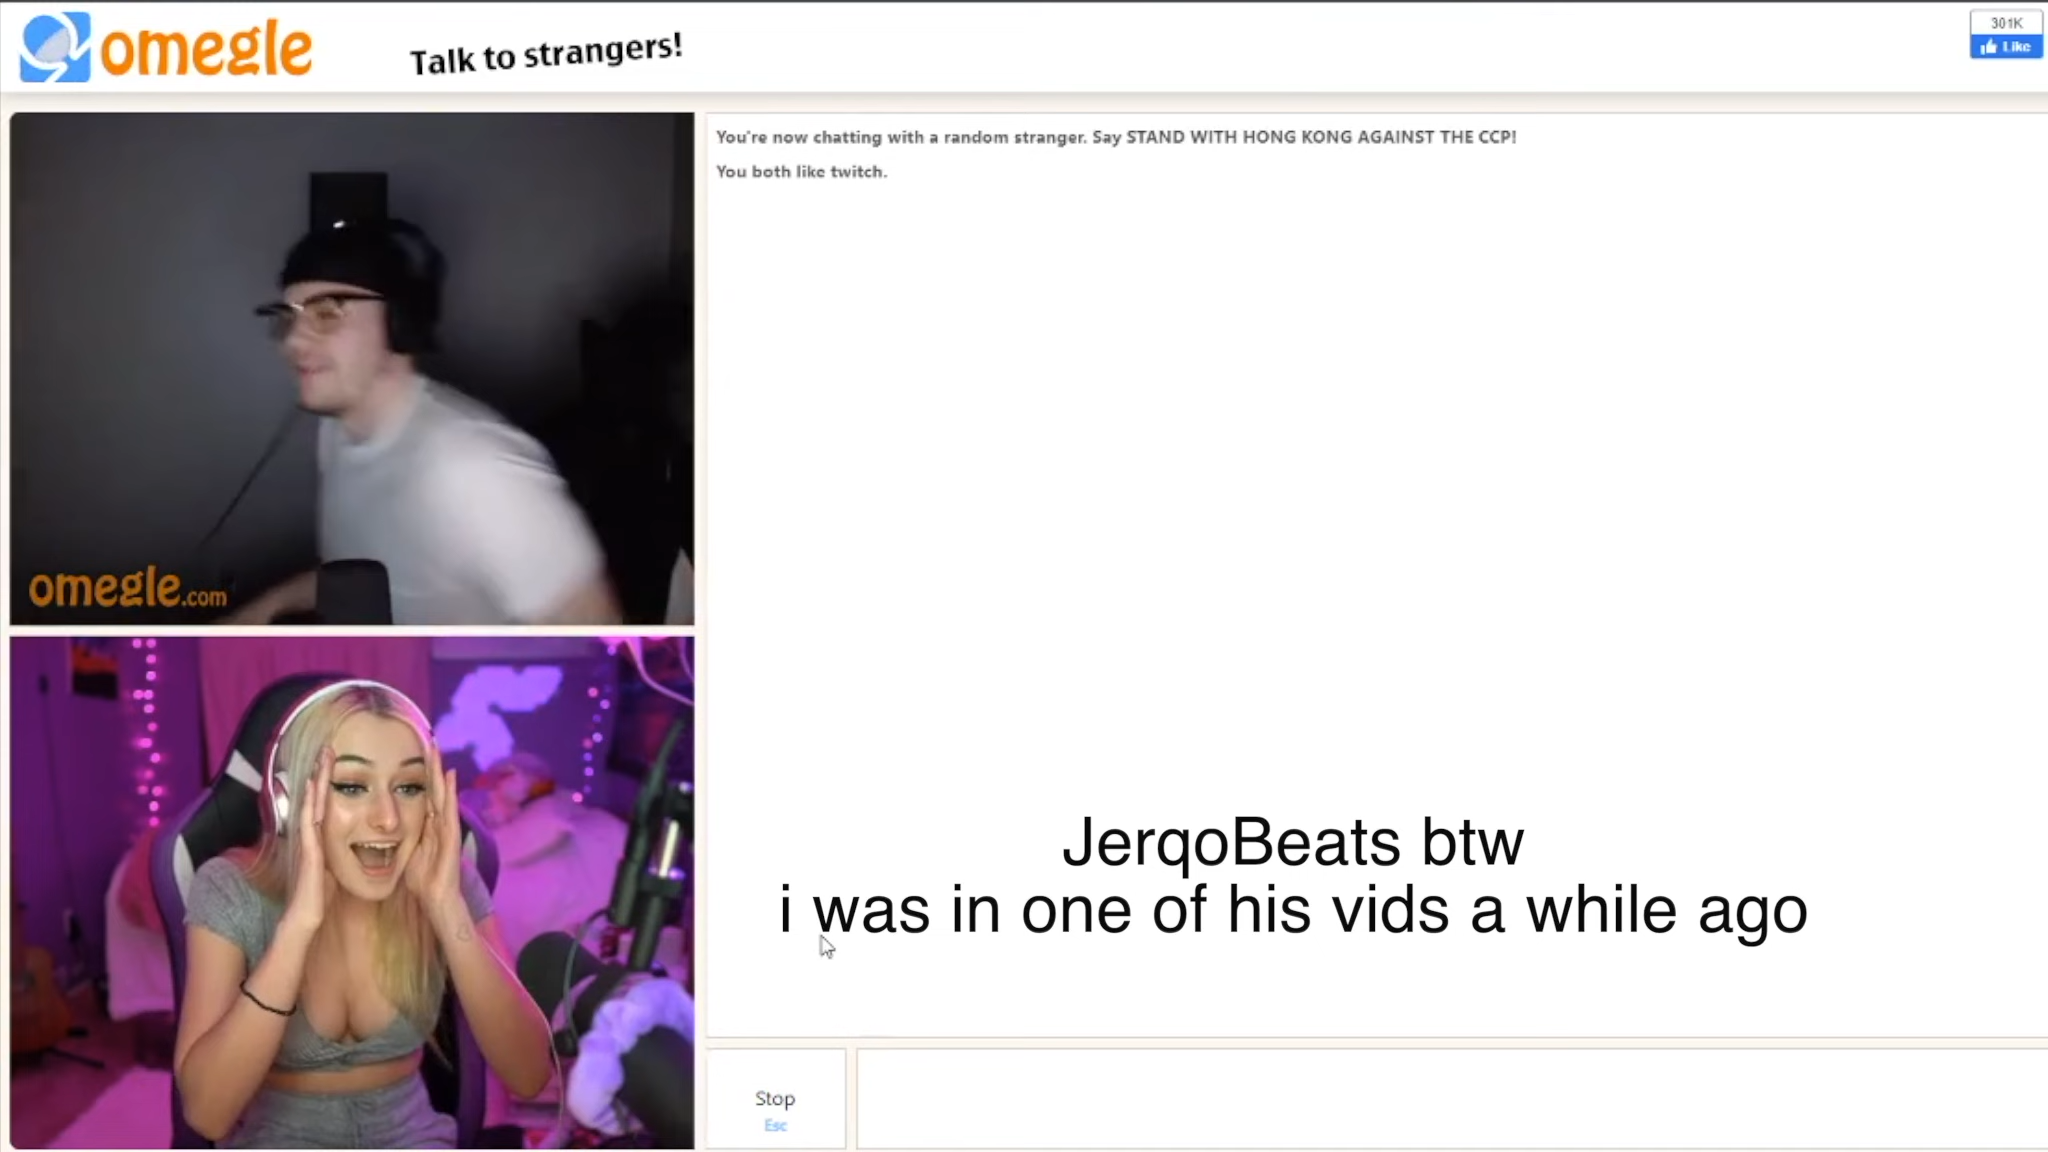 omegle
Talk to strangers!
301K
Like
You're now chatting with a random stranger. Say STAND WITH HONG KONG AGAINST THE CCP!
You both like twitch.
omegle.com
JerqoBeats btw
i was in one of his vids a while ago
Stop
Esc